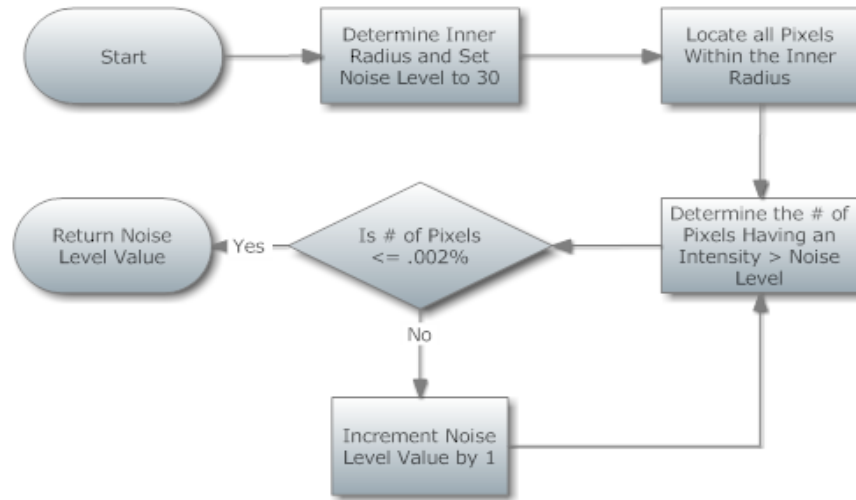 Start
Determine Inner
Radius and Set
Noise Level to 30
Locate all Pixels
Within the Inner
Radius
Determine the # of
Pixels Having an
Intensity > Noise
Level
Is # of Pixels
<= .002%
Yes
Return Noise
Level Value
No
Increment Noise
Level Value by 1